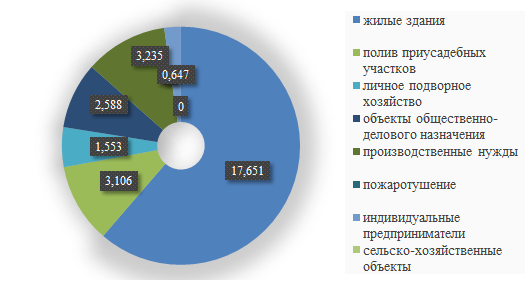 3,235
0,647
2,588
0
1,553
3,106
17,651
жилые здания
полив приусадебных
участков
личное подворное
хозяйство
объекты общественно-
делового назначения
производственные нужды
пожаротушение
индивидуальные
предприниматели
сельско-хозяйственные
объекты